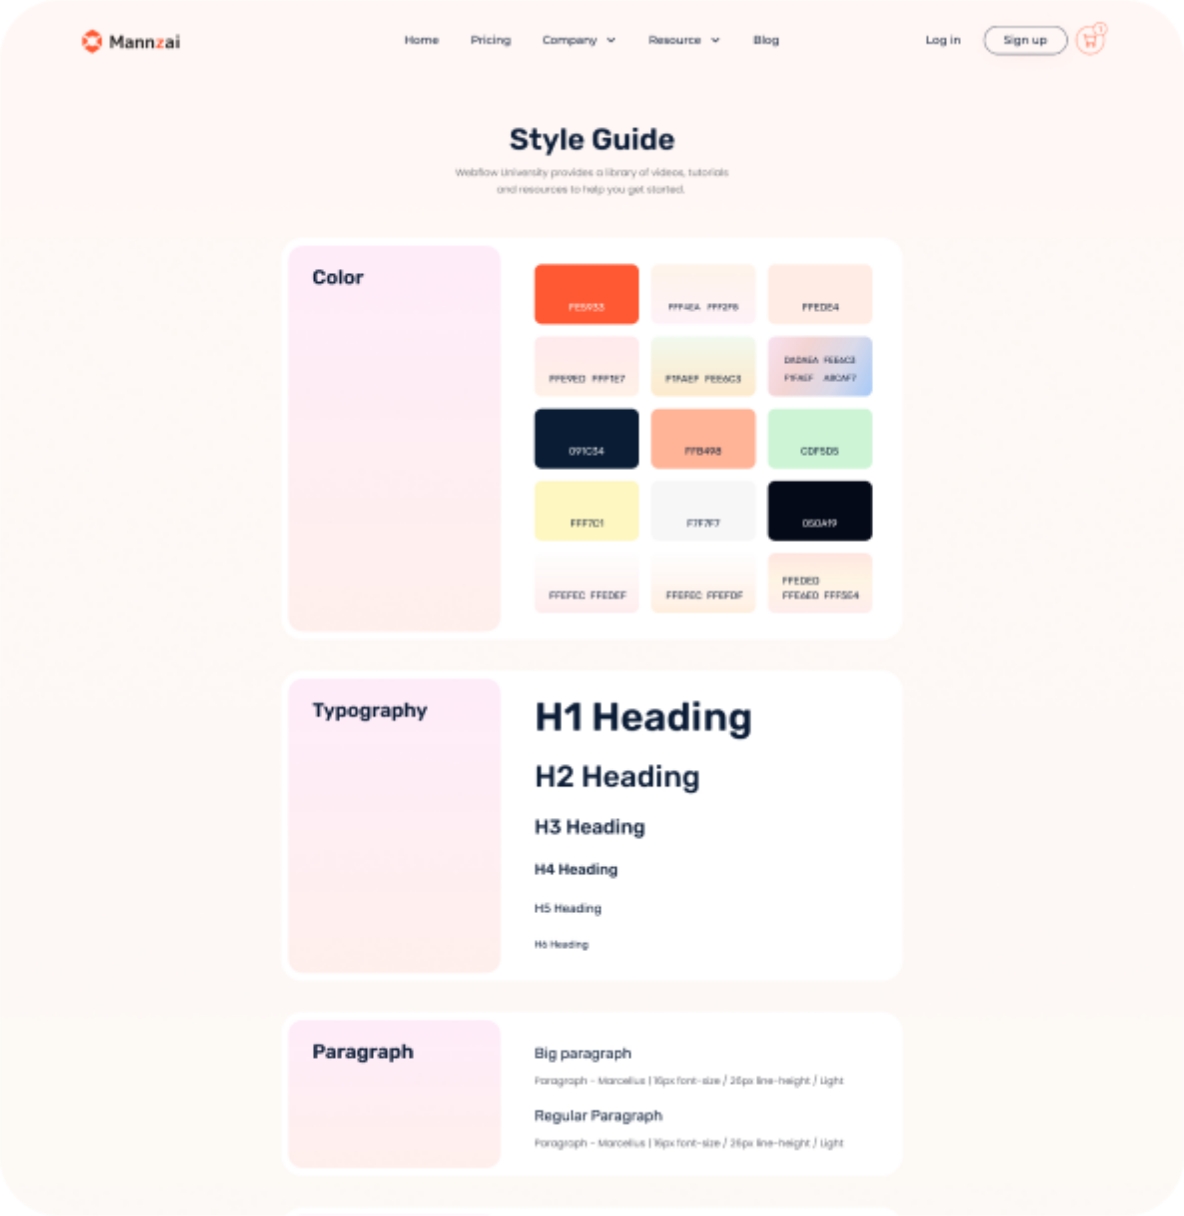 Mannzai
Home Pricing Company Resource Blog
Log in Sign up 1
Style Guide
Webflow University provides a library of videos, tutorials
and resources to help you get started.
Color
FE5933 FFF4EA FFF2F8 FFEDE4
FFE9ED FFF1E7 F1FAEF FEE6C3 FEE6C3
F1FAEF A8CAF7
091C34 FFB498 CDF5D5
FFF7C1 F7F7F7 050A19
FFEFEC FFEDEF FFEFEC FFEFDF FFEDED
FFE6ED FFF5E4
Typography
H1 Heading
H2 Heading
H3 Heading
H4 Heading
H5 Heading
H6 Heading
Paragraph
Big paragraph
Paragraph - Marcellus | 16px font-size / 26px line-height / Light
Regular Paragraph
Paragraph - Marcellus | 16px font-size / 26px line-height / Light